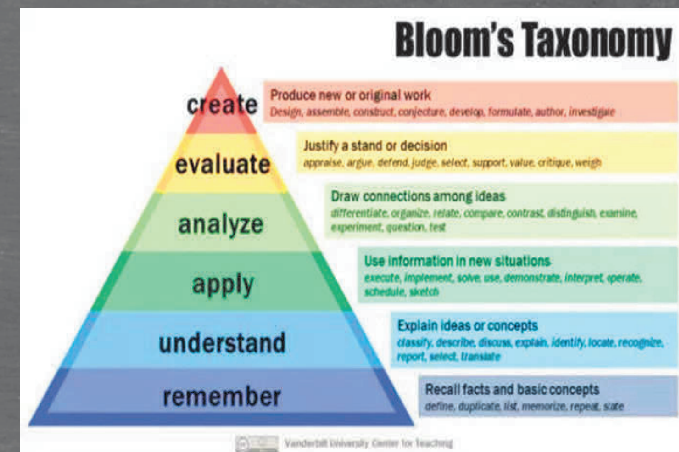 Bloom's Taxonomy
create
Produce new or original work
Design, assemble, construct, conjecture, develop, formulate, author, investigate
evaluate
Justify a stand or decision
appraise, argue, defend, judge, select, support, value, critique, weigh
analyze
Draw connections among ideas
differentiate, organize, relate, compare, contrast, distinguish, examine,
experiment, question, test
apply
Use information in new situations
execute, implement, solve, use, demonstrate, interpret, operate,
schedule, sketch
understand
Explain ideas or concepts
classify, describe, discuss, explain, identify, locate, recognize,
report, select, translate
remember
Recall facts and basic concepts
define, duplicate, list, memorize, repeat, state
Vanderbilt University Center for Teaching